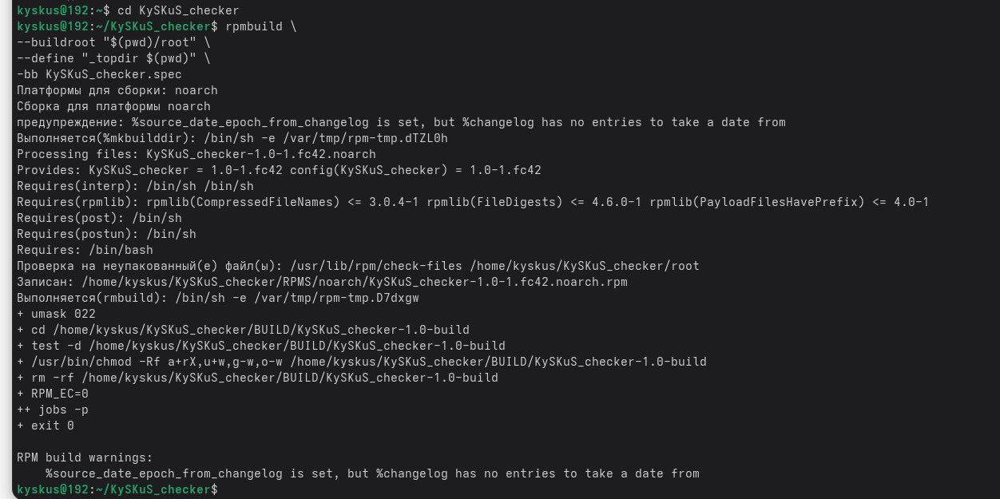 kyskus@192:~$ cd KySKuS_checker
kyskus@192:~/KySKuS_checker$ rpmbuild \
--buildroot "$(pwd)/root" \
--define "_topdir $(pwd)" \
-bb KySKuS_checker.spec
Платформы для сборки: noarch
Сборка для платформы noarch
предупреждение: %source_date_epoch_from_changelog is set, but %changelog has no entries to take a date from
Выполняется(%mkbuilddir): /bin/sh -e /var/tmp/rpm-tmp.dTZL0h
Processing files: KySKuS_checker-1.0-1.fc42.noarch
Provides: KySKuS_checker = 1.0-1.fc42 config(KySKuS_checker) = 1.0-1.fc42
Requires(interp): /bin/sh /bin/sh
Requires(rpmlib): rpmlib(CompressedFileNames) <= 3.0.4-1 rpmlib(FileDigests) <= 4.6.0-1 rpmlib(PayloadFilesHavePrefix) <= 4.0-1
Requires(post): /bin/sh
Requires(postun): /bin/sh
Requires: /bin/bash
Проверка на неупакованный(е) файл(ы): /usr/lib/rpm/check-files /home/kyskus/KySKuS_checker/root
Записан: /home/kyskus/KySKuS_checker/RPMS/noarch/KySKuS_checker-1.0-1.fc42.noarch.rpm
Выполняется(rmbuild): /bin/sh -e /var/tmp/rpm-tmp.D7dxgw
+ umask 022
+ cd /home/kyskus/KySKuS_checker/BUILD/KySKuS_checker-1.0-build
+ test -d /home/kyskus/KySKuS_checker/BUILD/KySKuS_checker-1.0-build
+ /usr/bin/chmod -Rf a+rX,u+w,g-w,o-w /home/kyskus/KySKuS_checker/BUILD/KySKuS_checker-1.0-build
+ rm -rf /home/kyskus/KySKuS_checker/BUILD/KySKuS_checker-1.0-build
+ RPM_EC=0
++ jobs -p
+ exit 0
RPM build warnings:
    %source_date_epoch_from_changelog is set, but %changelog has no entries to take a date from
kyskus@192:~/KySKuS_checker$